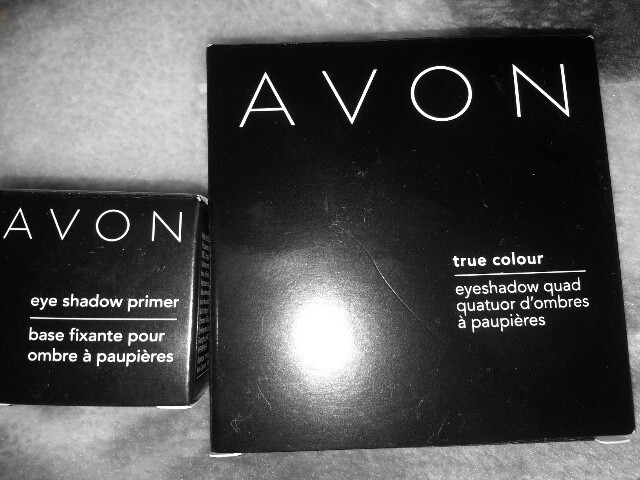 AVON
eye shadow primer
base fixante pour
ombre à paupières
AVON
true colour
eyeshadow quad
quatuor d'ombres
à paupières